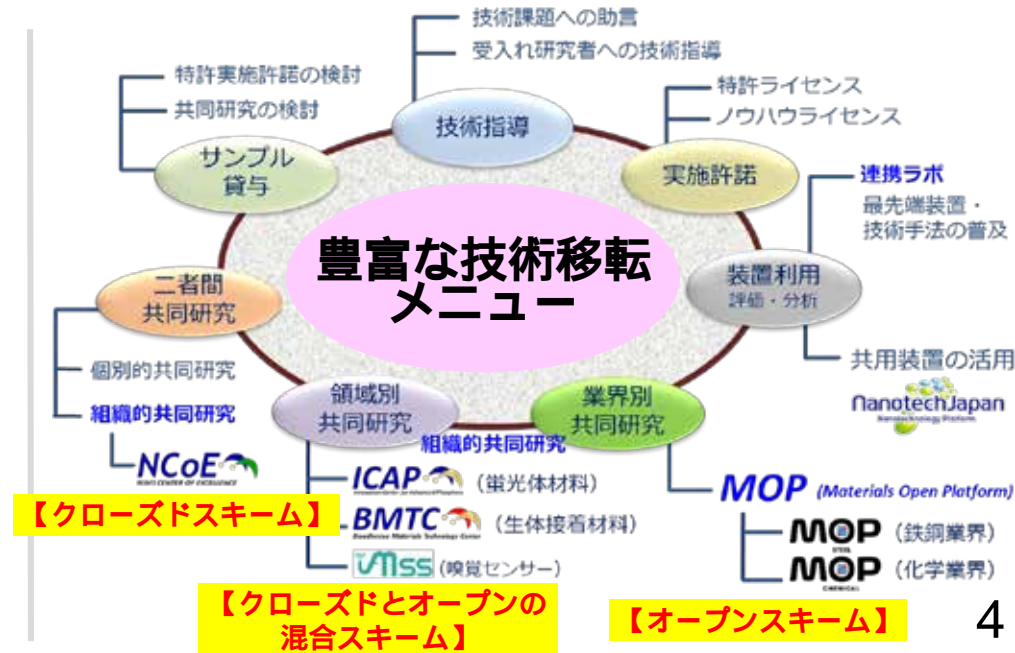 技術課題への助言
受入れ研究者への技術指導
特許実施許諾の検討
共同研究の検討
特許ライセンス
ノウハウライセンス
技術指導
サンプル
貸与
実施許諾
連携ラボ
最先端装置・
技術手法の普及
豊富な技術移転
メニュー
装置利用
評価・分析
二者間
共同研究
共用装置の活用
個別的共同研究
領域別
共同研究
業界別
共同研究
nanotechJapan
Nanotechnology Platform
組織的共同研究
組織的共同研究
NCoE
ICAP
(蛍光体材料)
MOP (Materials Open Platform)
【クローズドスキーム】
BMTC
(生体接着材料)
MOP
(鉄鋼業界)
MSS
(嗅覚センサー)
MOP
CHEMICAL
(化学業界)
【クローズドとオープンの
混合スキーム】
【オープンスキーム】
4